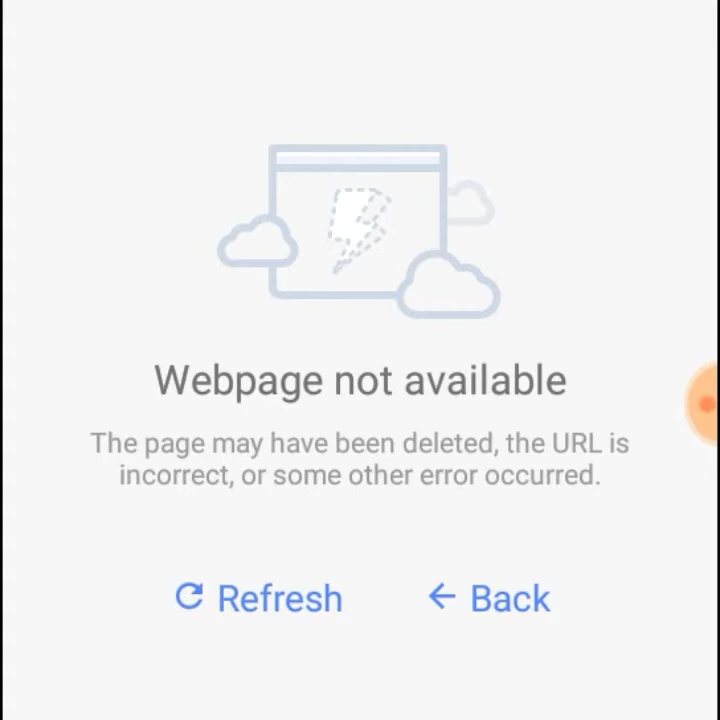 Webpage not available
The page may have been deleted, the URL is
incorrect, or some other error occurred.
Refresh
Back